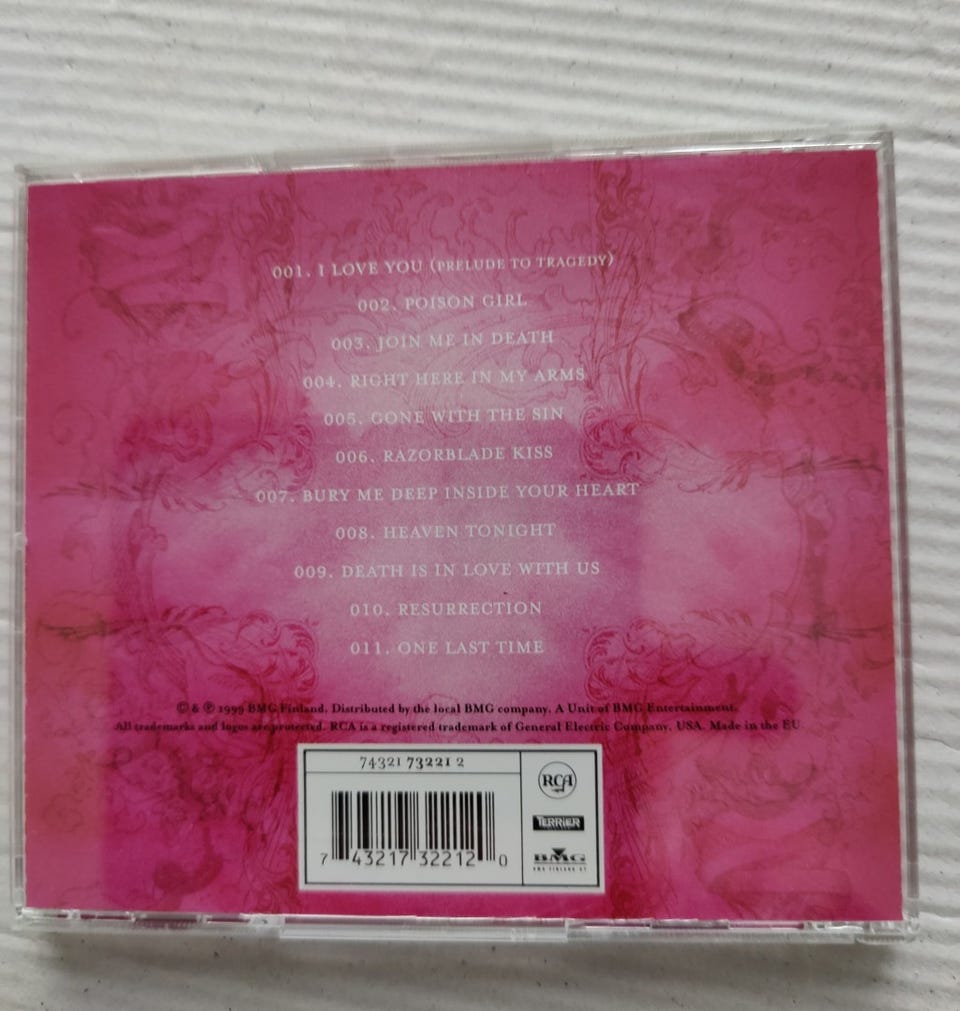 001. I LOVE YOU (PRELUDE TO TRAGEDY)
002. POISON GIRL
003. JOIN ME IN DEATH
004. RIGHT HERE IN MY ARMS
005. GONE WITH THE SIN
006. RAZORBLADE KISS
007. BURY ME DEEP INSIDE YOUR HEART
008. HEAVEN TONIGHT
009. DEATH IS IN LOVE WITH US
010. RESURRECTION
011. ONE LAST TIME
© & ℗ 1999 BMG Finland. Distributed by the local BMG company. A Unit of BMG Entertainment.
All trademarks and logos are protected. RCA is a registered trademark of General Electric Company, USA. Made in the EU
74321 73221 2
RCA
TERRIER
BMG
BMG FINLAND OY
7 43217 32212 0